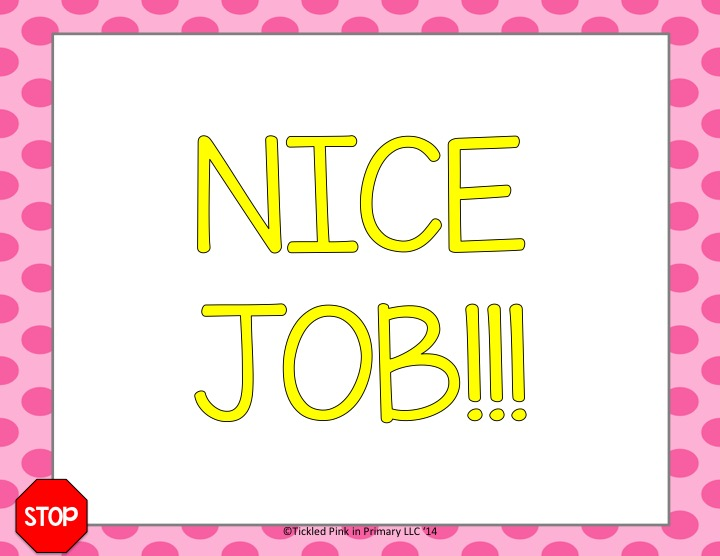 NICE
JOB!!!
STOP
©Tickled Pink in Primary LLC '14